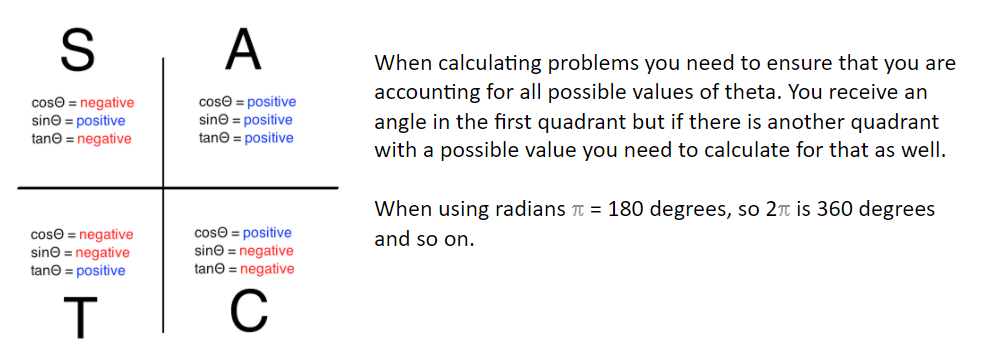 S
cosΘ = negative
sinΘ = positive
tanΘ = negative
A
cosΘ = positive
sinΘ = positive
tanΘ = positive
cosΘ = negative
sinΘ = negative
tanΘ = positive
T
cosΘ = positive
sinΘ = negative
tanΘ = negative
C
When calculating problems you need to ensure that you are
accounting for all possible values of theta. You receive an
angle in the first quadrant but if there is another quadrant
with a possible value you need to calculate for that as well.
When using radians π = 180 degrees, so 2π is 360 degrees
and so on.